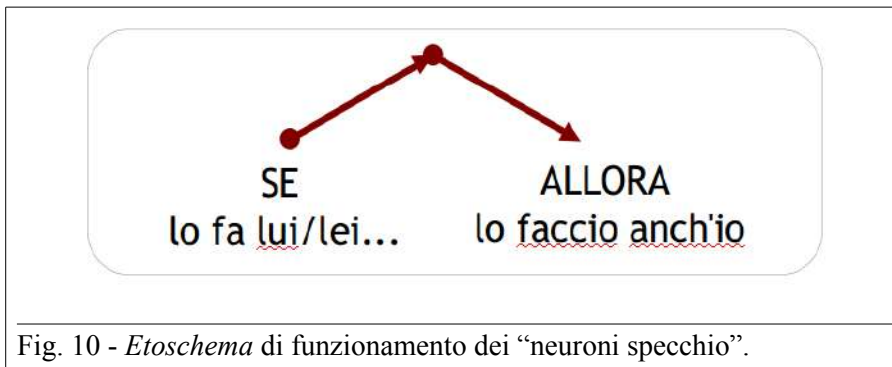 SE
lo fa lui/lei...
ALLORA
lo faccio anch'io
Fig. 10 - Etoschema di funzionamento dei “neuroni specchio”.